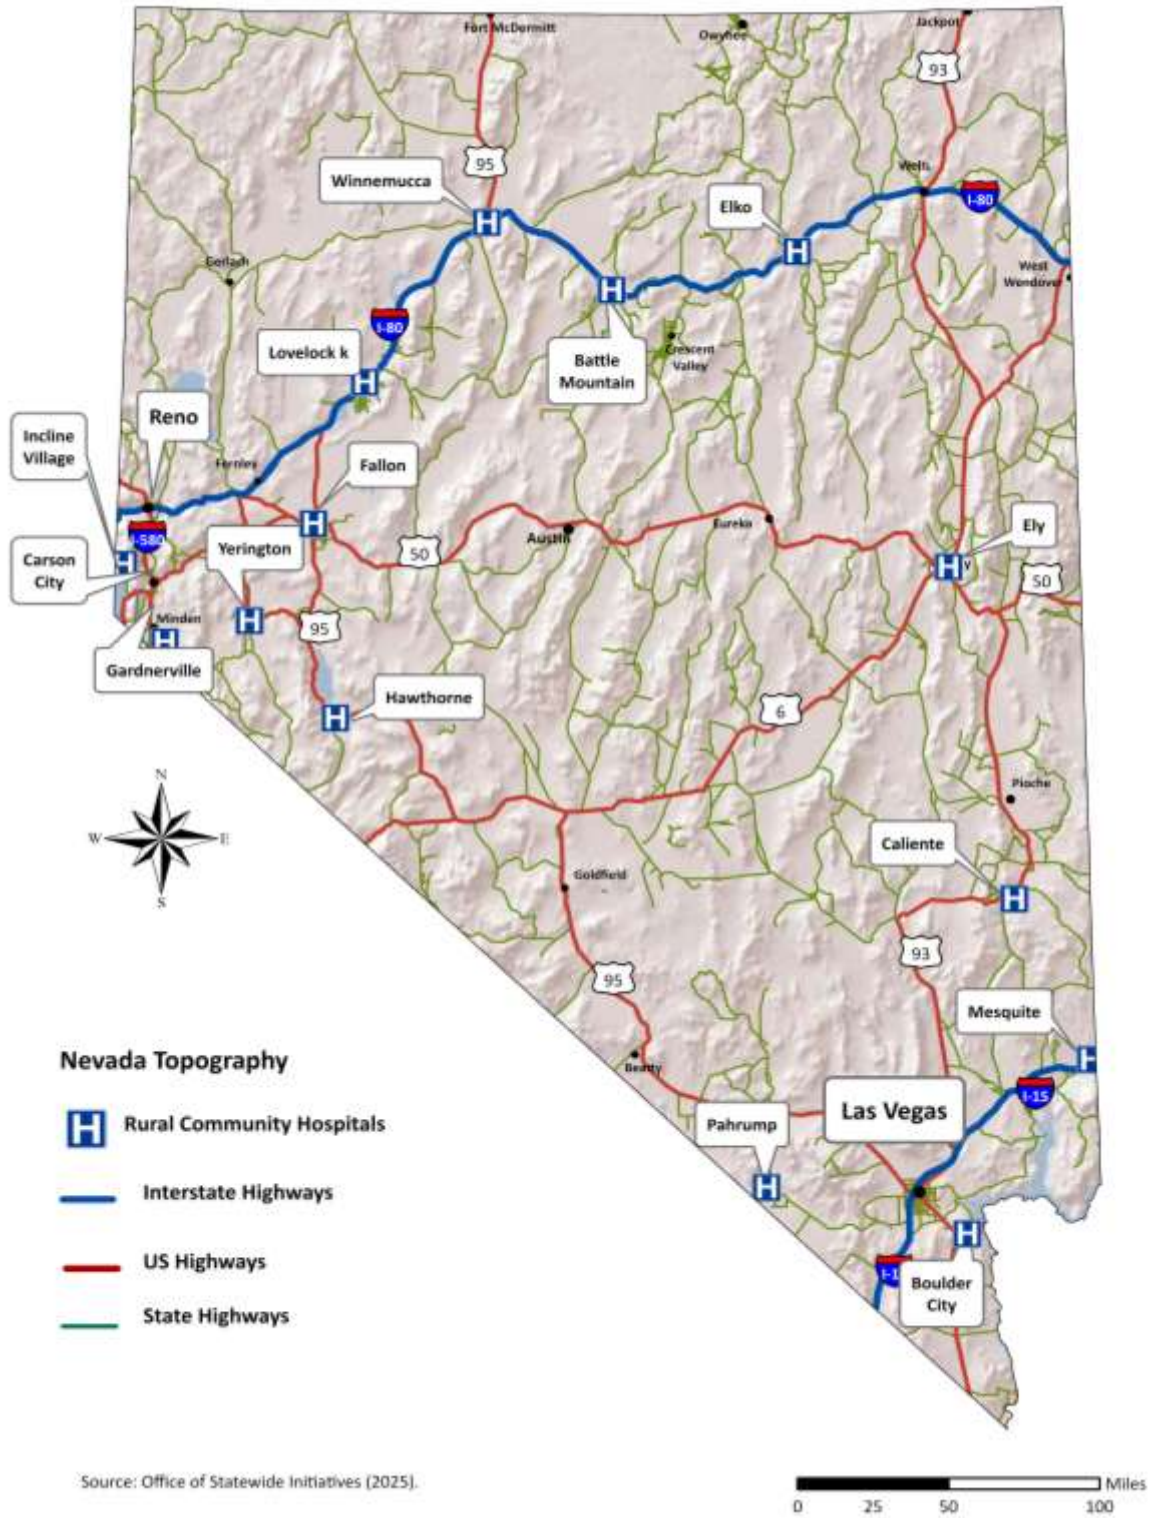 Fort McDermitt
Owyhee
Jackpot
93
95
Winnemucca
Wells
Elko
I-80
Gerlach
West
Wendover
I-80
Lovelock k
Crescent
Valley
Battle
Mountain
Reno
Incline
Village
Fernley
Fallon
Eureka
Austin
Ely
I-580
Yerington
50
Carson
City
y
50
Minden
95
Gardnerville
Hawthorne
6
N
W
E
S
Pioche
Caliente
Goldfield
93
95
Mesquite
Nevada Topography
Beatty
I-15
Las Vegas
Pahrump
H Rural Community Hospitals
Interstate Highways
US Highways
I-1
Boulder
City
State Highways
Source: Office of Statewide Initiatives (2025).
Miles
0 25 50 100
H
H
H
H
H
H
H
H
H
H
H
H
H
H